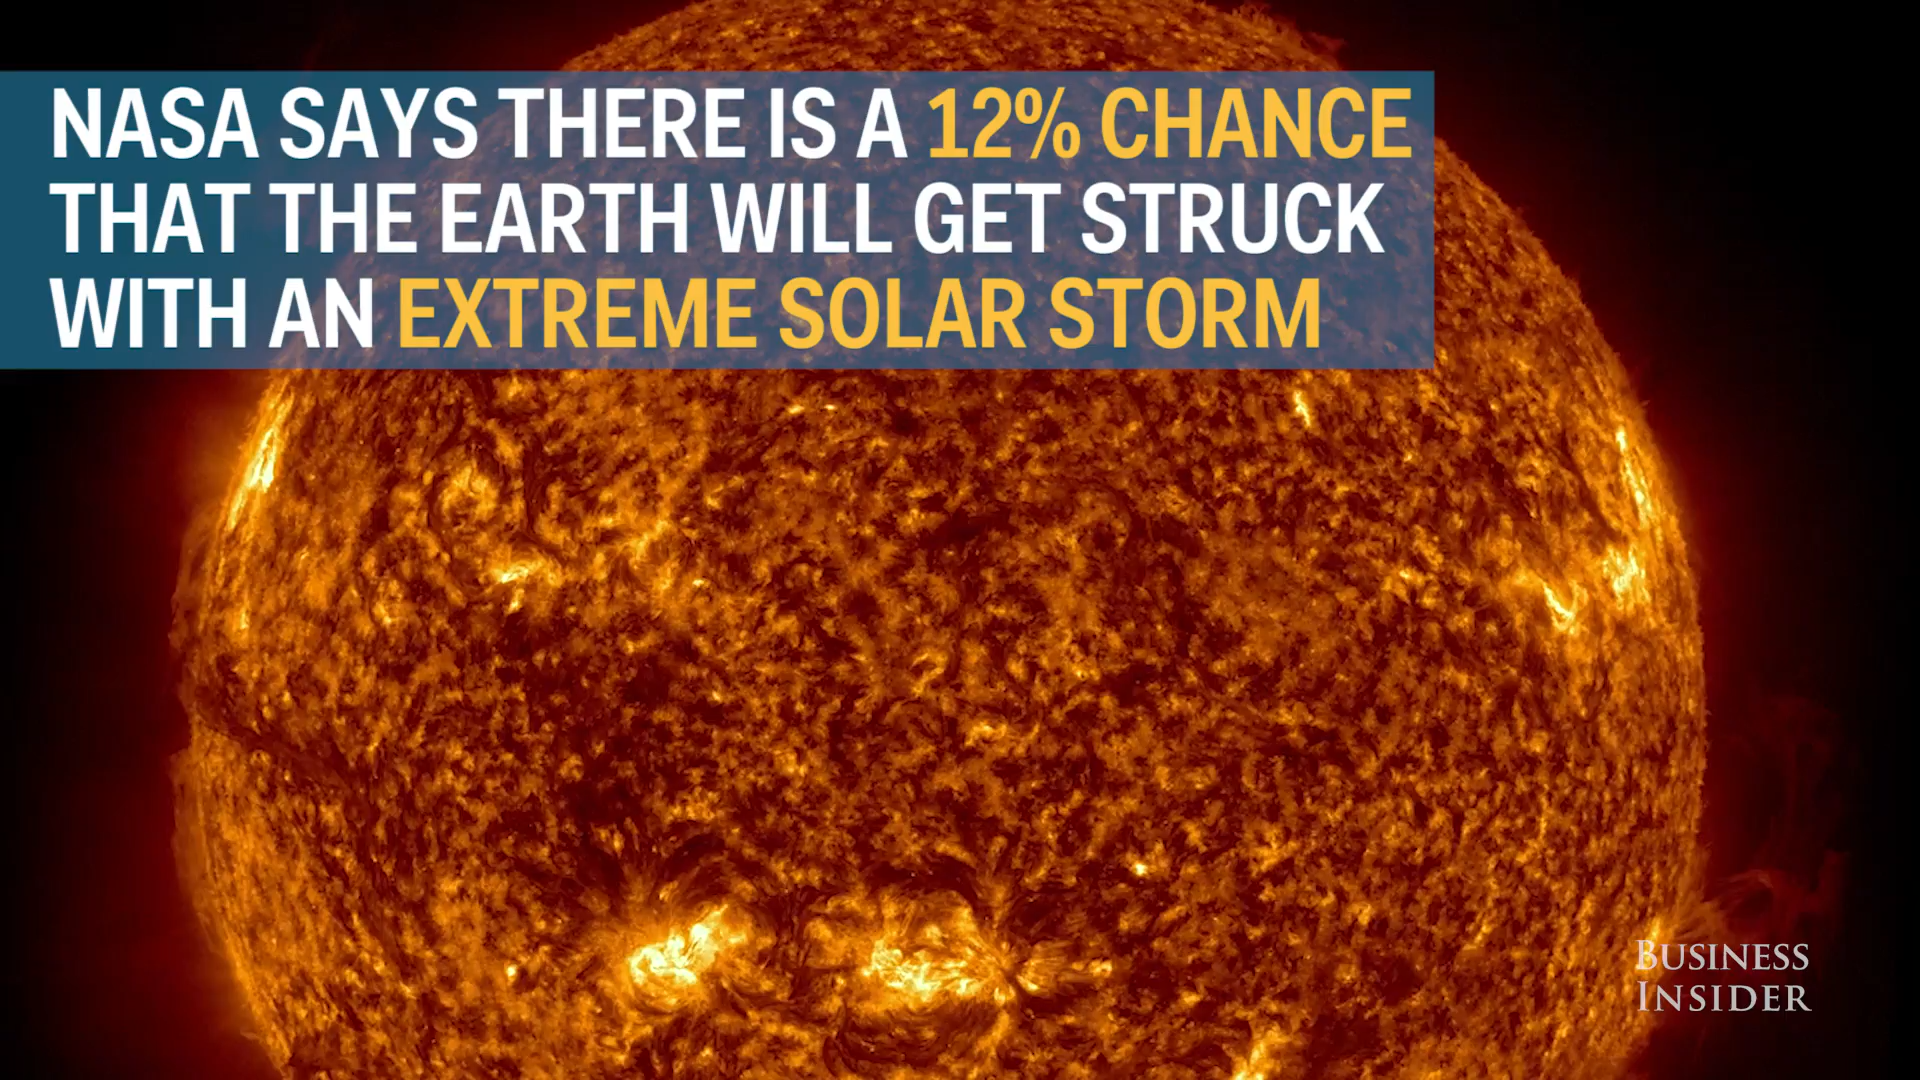 NASA SAYS THERE IS A 12% CHANCE
THAT THE EARTH WILL GET STRUCK
WITH AN EXTREME SOLAR STORM
BUSINESS
INSIDER